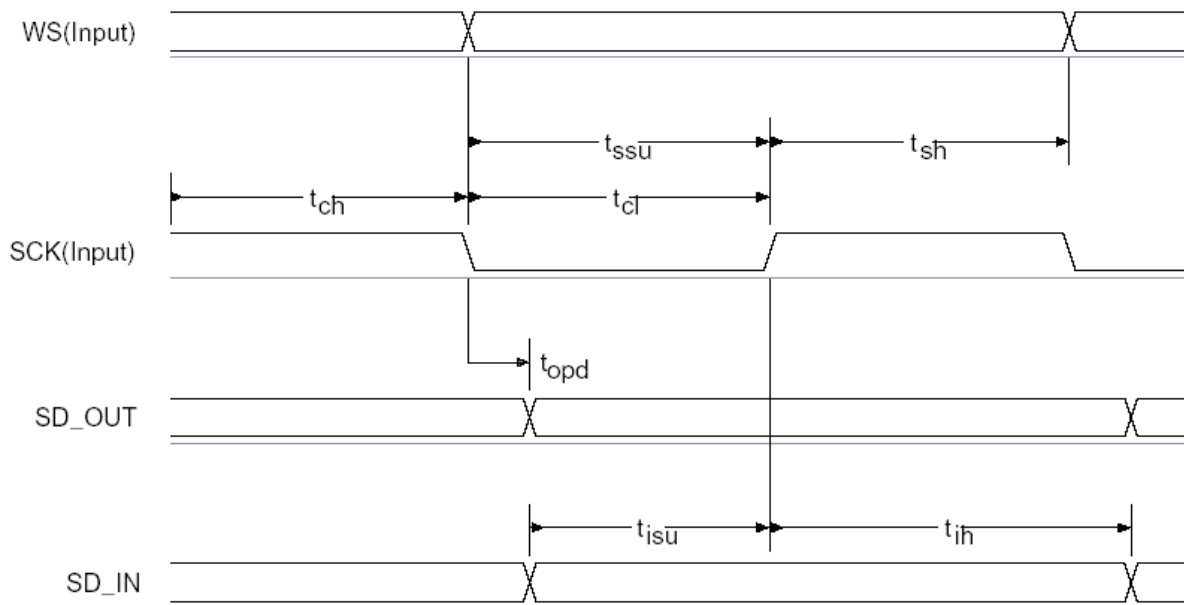 WS(Input)
tssu
tsh
tch
tcl
SCK(Input)
topd
SD_OUT
tisu
tih
SD_IN